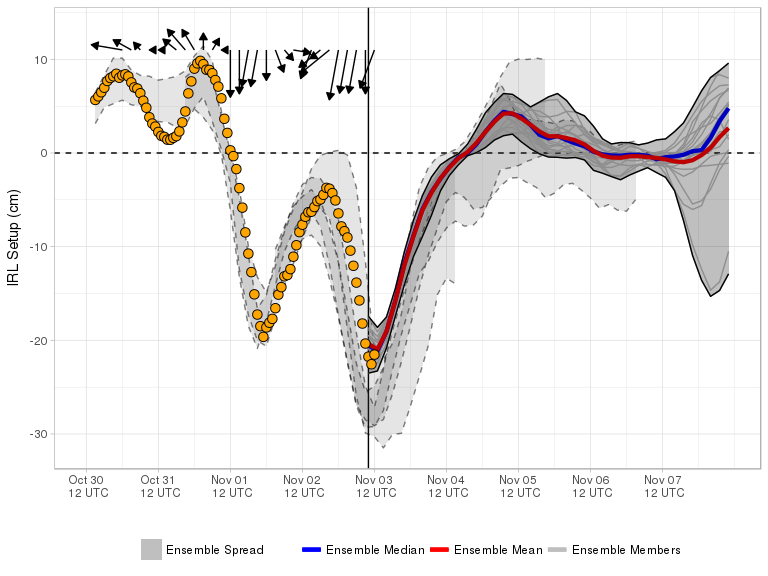 10
0
-10
-20
-30
IRL Setup (cm)
Oct 30 Oct 31 Nov 01 Nov 02 Nov 03 Nov 04 Nov 05 Nov 06 Nov 07
12 UTC 12 UTC 12 UTC 12 UTC 12 UTC 12 UTC 12 UTC 12 UTC 12 UTC
Ensemble Spread Ensemble Median Ensemble Mean Ensemble Members